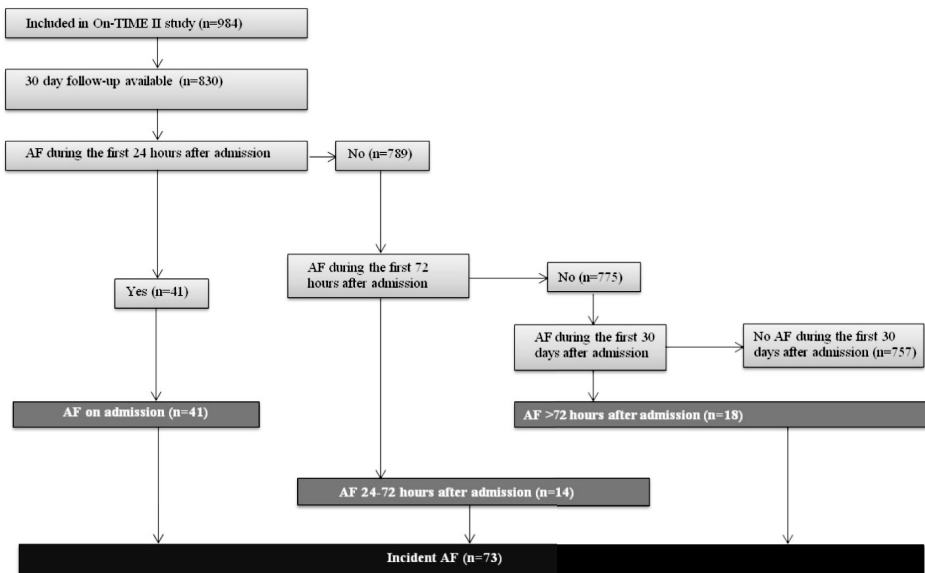 Included in On-TIME II study (n=984)
30 day follow-up available (n=830)
AF during the first 24 hours after admission
No (n=789)
AF during the first 72
hours after admission
No (n=775)
Yes (n=41)
AF during the first 30
days after admission
No AF during the first 30
days after admission (n=757)
AF on admission (n=41)
AF >72 hours after admission (n=18)
AF 24-72 hours after admission (n=14)
Incident AF (n=73)